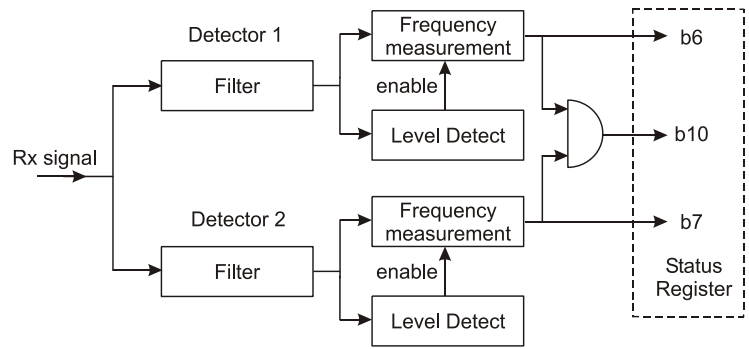 Detector 1
Filter
Frequency
measurement
enable
Level Detect
b6
b10
Rx signal
Detector 2
Filter
Frequency
measurement
enable
Level Detect
b7
Status
Register